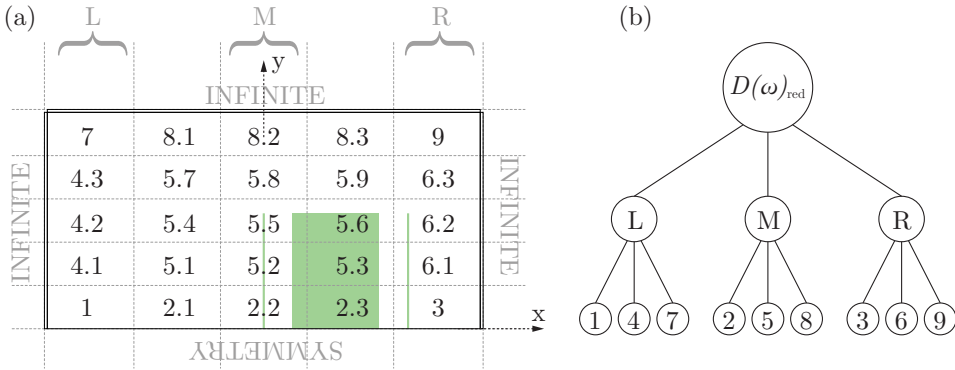 (a) L M R (b)
y
INFINITE
7 8.1 8.2 8.3 9
4.3 5.7 5.8 5.9 6.3
4.2 5.4 5.5 5.6 6.2
4.1 5.1 5.2 5.3 6.1
1 2.1 2.2 2.3 3
INFINITE
INFINITE
x
SYMMETRY
D(ω)red
L M R
1 4 7 2 5 8 3 6 9